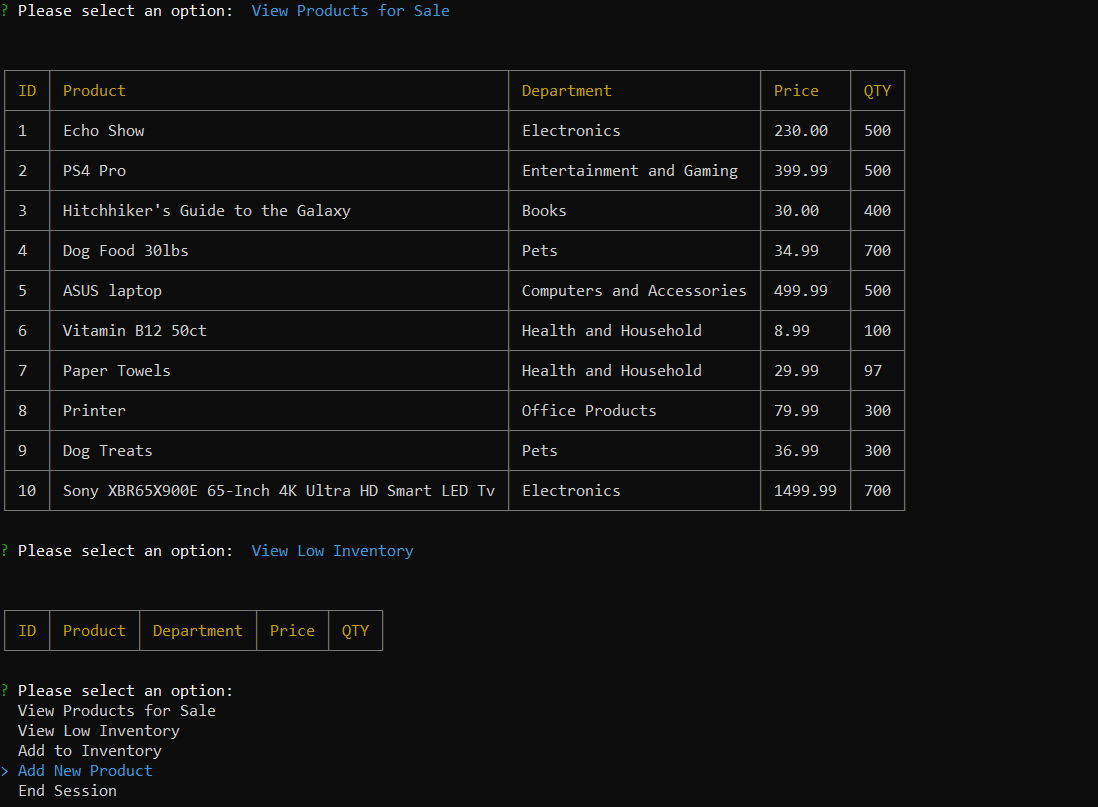 ? Please select an option:  View Products for Sale
ID Product Department Price QTY
1 Echo Show Electronics 230.00 500
2 PS4 Pro Entertainment and Gaming 399.99 500
3 Hitchhiker's Guide to the Galaxy Books 30.00 400
4 Dog Food 30lbs Pets 34.99 700
5 ASUS laptop Computers and Accessories 499.99 500
6 Vitamin B12 50ct Health and Household 8.99 100
7 Paper Towels Health and Household 29.99 97
8 Printer Office Products 79.99 300
9 Dog Treats Pets 36.99 300
10 Sony XBR65X900E 65-Inch 4K Ultra HD Smart LED Tv Electronics 1499.99 700
? Please select an option:  View Low Inventory
ID Product Department Price QTY
? Please select an option:
View Products for Sale
View Low Inventory
Add to Inventory
> Add New Product
End Session